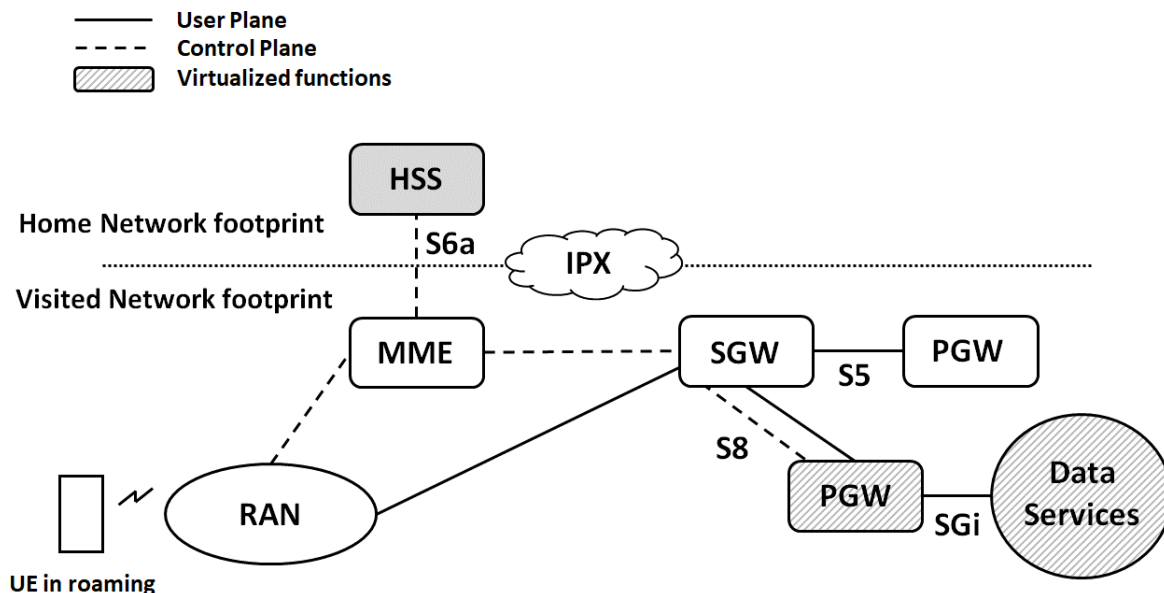 User Plane
Control Plane
Virtualized functions
HSS
Home Network footprint
S6a
IPX
Visited Network footprint
MME
SGW
PGW
S5
S8
Data
Services
PGW
SGi
RAN
UE in roaming